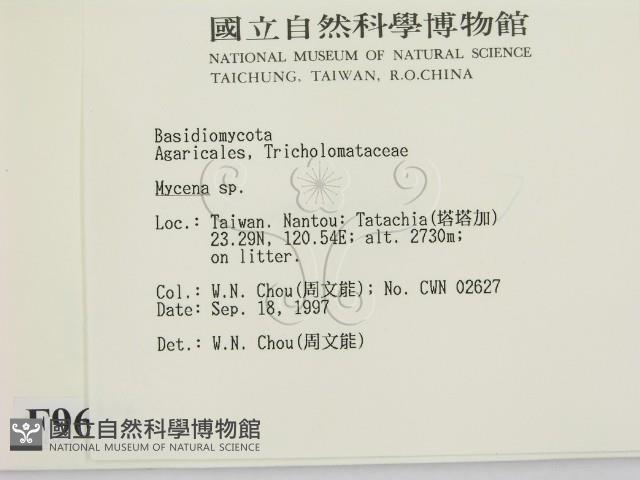 國立自然科學博物館
NATIONAL MUSEUM OF NATURAL SCIENCE
TAICHUNG, TAIWAN, R.O.CHINA
Basidiomycota
Agaricales, Tricholomataceae
Mycena sp.
Loc.: Taiwan. Nantou: Tatachia(塔塔加)
23.29N, 120.54E; alt. 2730m;
on litter.
Col.: W.N. Chou(周文能); No. CWN 02627
Date: Sep. 18, 1997
Det.: W.N. Chou(周文能)
F96
國立自然科學博物館
NATIONAL MUSEUM OF NATURAL SCIENCE